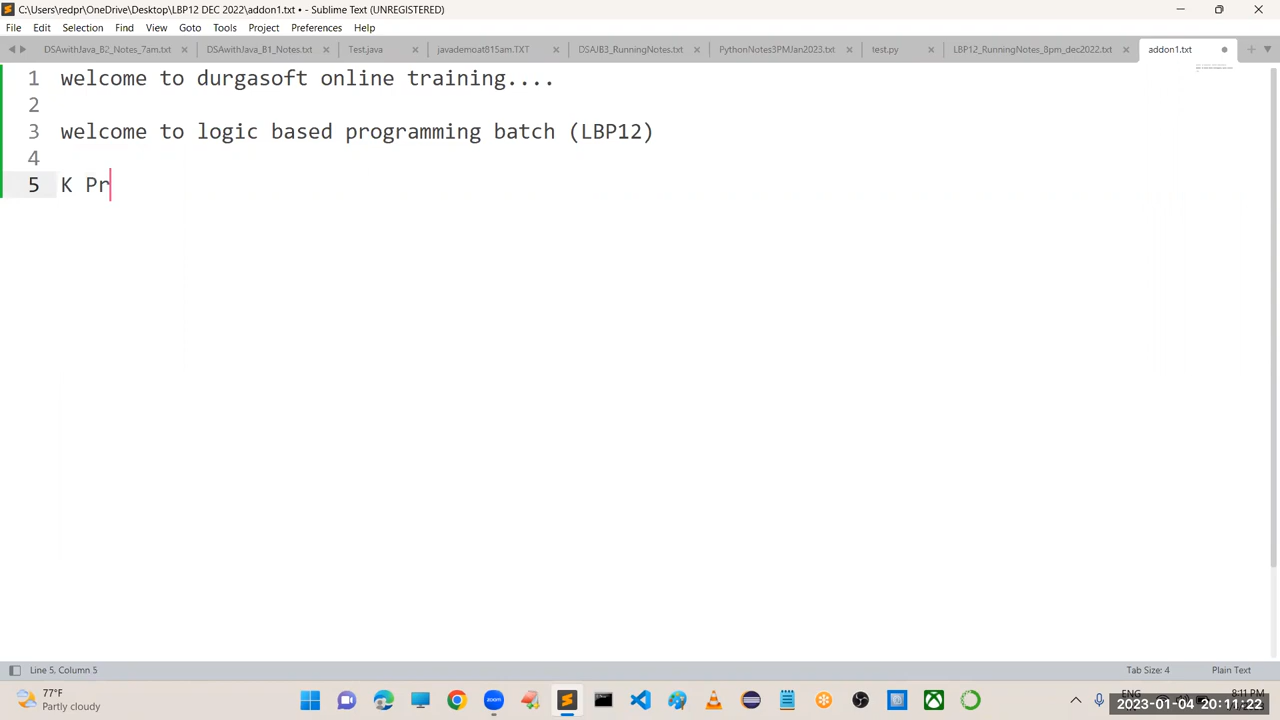 C:\Users\redpr\OneDrive\Desktop\LBP12 DEC 2022\addon1.txt • - Sublime Text (UNREGISTERED)
File Edit Selection Find View Goto Tools Project Preferences Help
DSAwithJava_B2_Notes_7am.txt DSAwithJava_B1_Notes.txt Test.java javademoat815am.TXT DSAJB3_RunningNotes.txt PythonNotes3PMJan2023.txt test.py LBP12_RunningNotes_8pm_dec2022.txt addon1.txt
1 welcome to durgasoft online training....
2
3 welcome to logic based programming batch (LBP12)
4
5 K Pr
Line 5, Column 5 Tab Size: 4 Plain Text
77°F
Partly cloudy
zoom
ENG
8:11 PM
2023-01-04 20:11:22